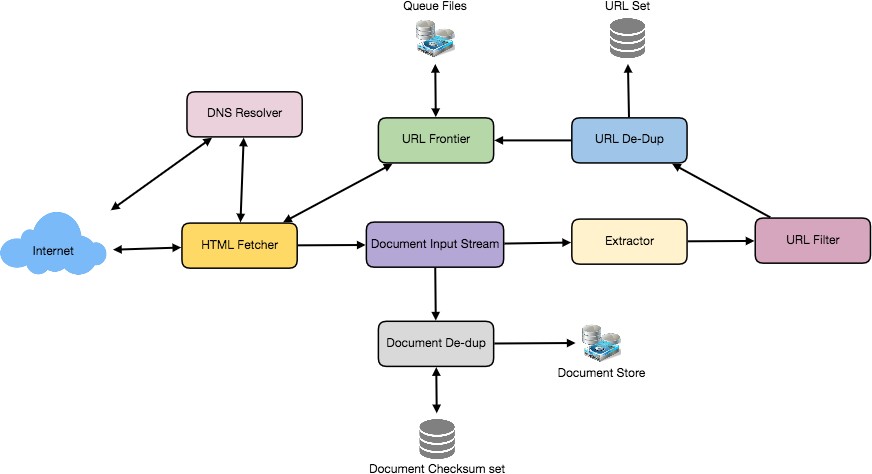 Queue Files
URL Set
DNS Resolver
URL Frontier
URL De-Dup
Internet
HTML Fetcher
Document Input Stream
Extractor
URL Filter
Document De-dup
Document Store
Document Checksum set